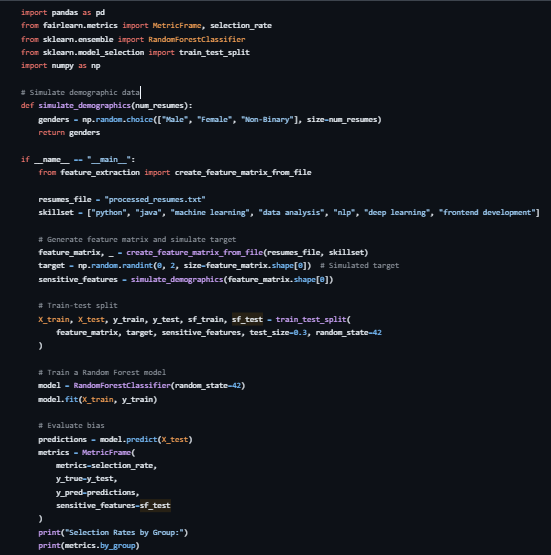 import pandas as pd
from fairlearn.metrics import MetricFrame, selection_rate
from sklearn.ensemble import RandomForestClassifier
from sklearn.model_selection import train_test_split
import numpy as np

# Simulate demographic data
def simulate_demographics(num_resumes):
    genders = np.random.choice(["Male", "Female", "Non-Binary"], size=num_resumes)
    return genders

if __name__ == "__main__":
    from feature_extraction import create_feature_matrix_from_file

    resumes_file = "processed_resumes.txt"
    skillset = ["python", "java", "machine learning", "data analysis", "nlp", "deep learning", "frontend development"]

    # Generate feature matrix and simulate target
    feature_matrix, _ = create_feature_matrix_from_file(resumes_file, skillset)
    target = np.random.randint(0, 2, size=feature_matrix.shape[0])  # Simulated target
    sensitive_features = simulate_demographics(feature_matrix.shape[0])

    # Train-test split
    X_train, X_test, y_train, y_test, sf_train, sf_test = train_test_split(
        feature_matrix, target, sensitive_features, test_size=0.3, random_state=42
    )

    # Train a Random Forest model
    model = RandomForestClassifier(random_state=42)
    model.fit(X_train, y_train)

    # Evaluate bias
    predictions = model.predict(X_test)
    metrics = MetricFrame(
        metrics=selection_rate,
        y_true=y_test,
        y_pred=predictions,
        sensitive_features=sf_test
    )
    print("Selection Rates by Group:")
    print(metrics.by_group)